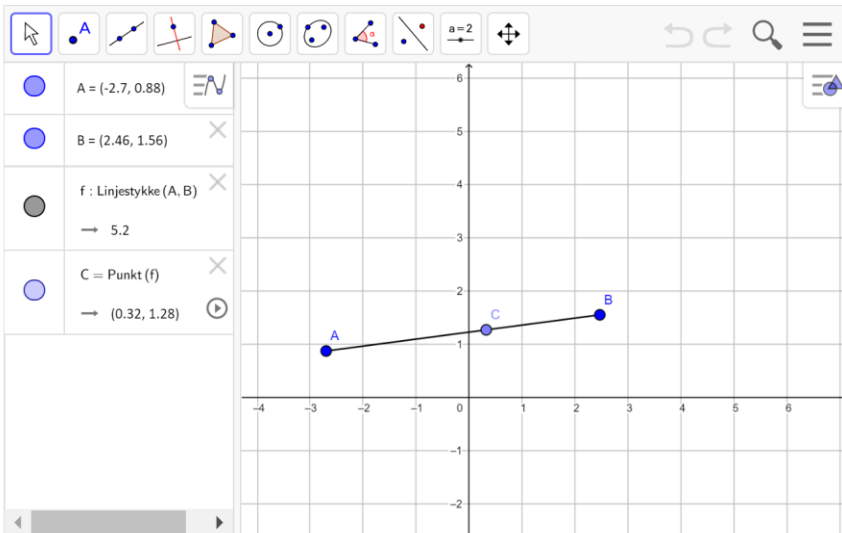 A
α
a = 2
A = (-2.7, 0.88)
B = (2.46, 1.56)
f : Linjestykke (A, B)
→ 5.2
C = Punkt (f)
→ (0.32, 1.28)
6
5
4
3
2
1
–1
–2
–4
–3
–2
–1
0
1
2
3
4
5
6
A
C
B